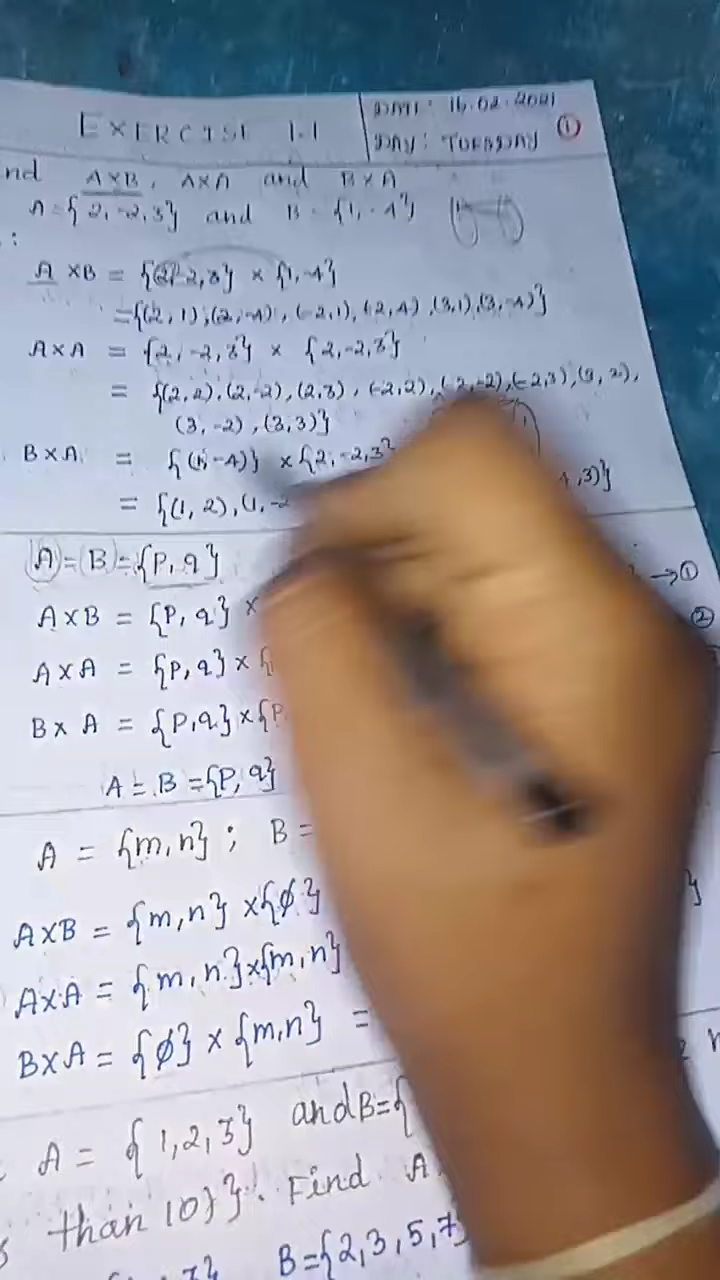 EXERCISE 1.1
DATE: 16.02.2021
DAY: TUESDAY ①
nd A×B, A×A and B×A
A={2,-2,3} and B={1,-4}
:
A×B = {2,-2,3} × {1,-4}
={(2,1),(2,-4),(-2,1),(-2,4),(3,1),(3,-4)}
A×A = {2,-2,3} × {2,-2,3}
= {(2,2),(2,-2),(2,3),(-2,2),(-2,-2),(-2,3),(3,2),
(3,-2),(3,3)}
B×A = {(1,-4)} × {2,-2,3
= {(1,2),(1,-2 ,3)}
A=B={P,q} →①
A×B = {P,q} × ②
A×A = {P,q}×{
B×A = {P,q}×{P
A=B={P,q}
A = {m,n}; B=
A×B = {m,n}×{ϕ} }
A×A = {m,n}×{m,n}
B×A = {ϕ}×{m,n} =
A = {1,2,3} and B={
than 10}}. Find A
B={2,3,5,7}